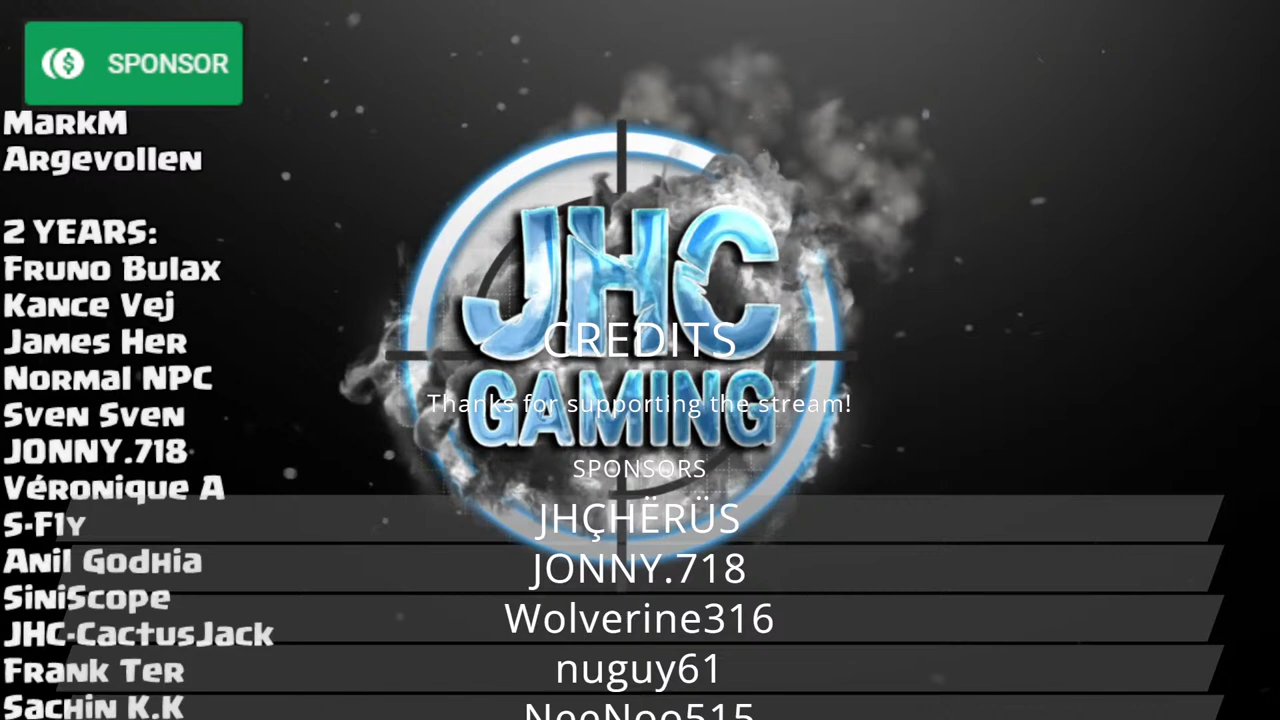 SPONSOR
MarkM
Argevollen
2 YEARS:
Fruno Bulax
Kance Vej
James Her
Normal NPC
Sven Sven
JONNY.718
Véronique A
S-F1y
Anil Godhia
SiniScope
JHC-CactusJack
Frank Ter
Sachin K.K
JHC
GAMING
CREDITS
Thanks for supporting the stream!
SPONSORS
JHÇHËRÜS
JONNY.718
Wolverine316
nuguy61
NeeNoo515